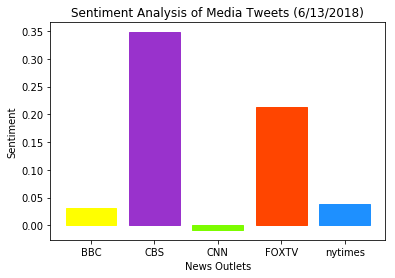 Sentiment Analysis of Media Tweets (6/13/2018)
0.35
0.30
0.25
0.20
0.15
0.10
0.05
0.00
Sentiment
BBC CBS CNN FOXTV nytimes
News Outlets